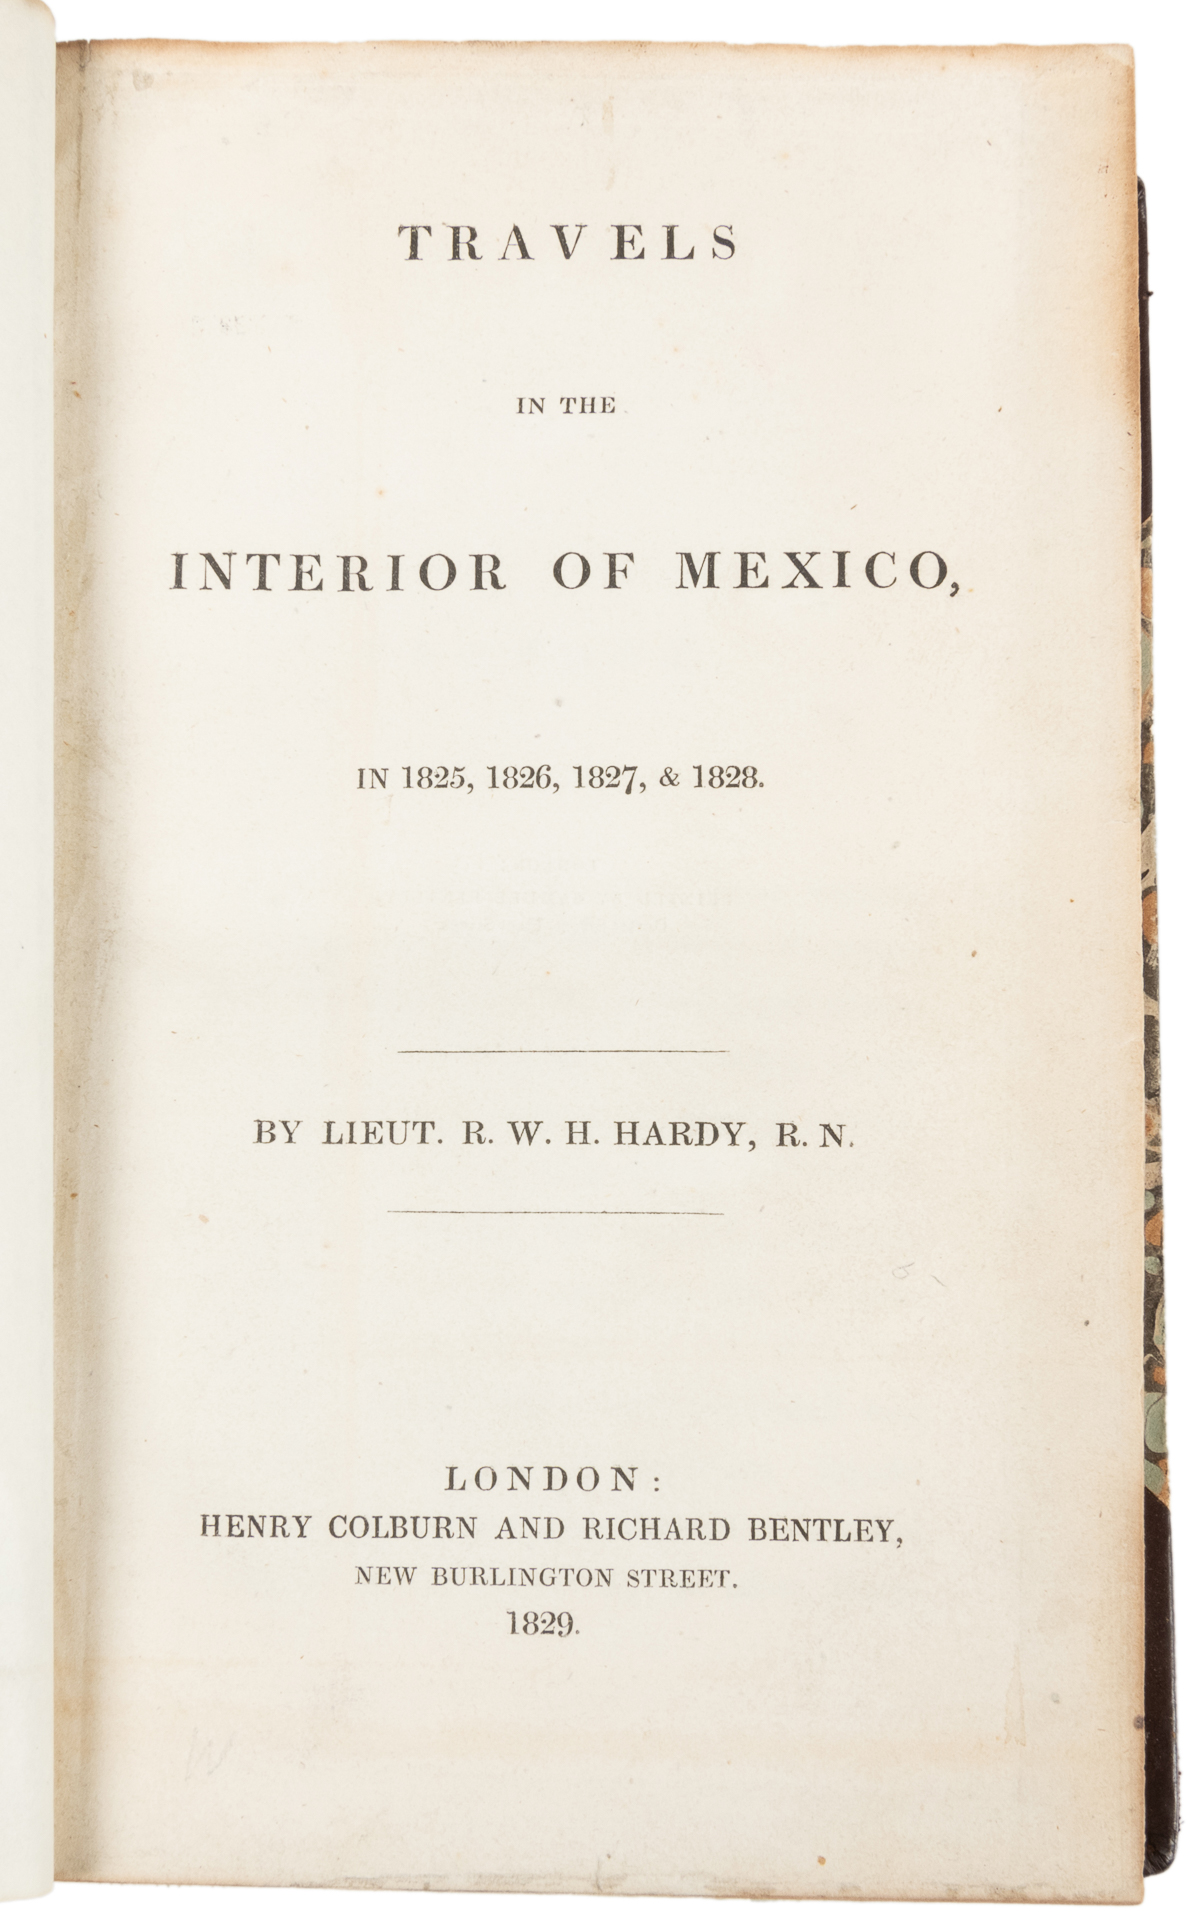 TRAVELS
IN THE
INTERIOR OF MEXICO,
IN 1825, 1826, 1827, & 1828.
BY LIEUT. R. W. H. HARDY, R. N.
LONDON:
HENRY COLBURN AND RICHARD BENTLEY,
NEW BURLINGTON STREET.
1829.